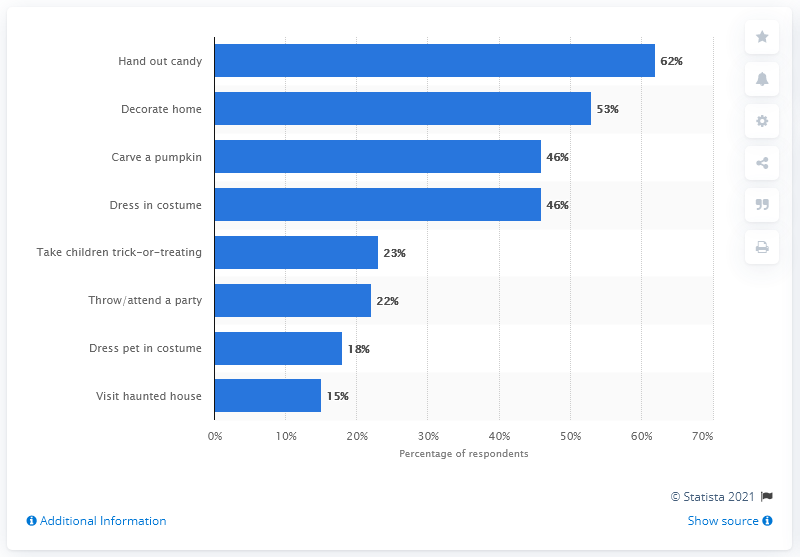 Hand out candy 62%
Decorate home 53%
Carve a pumpkin 46%
Dress in costume 46%
Take children trick-or-treating 23%
Throw/attend a party 22%
Dress pet in costume 18%
Visit haunted house 15%
0% 10% 20% 30% 40% 50% 60% 70%
Percentage of respondents
© Statista 2021
Additional Information Show source